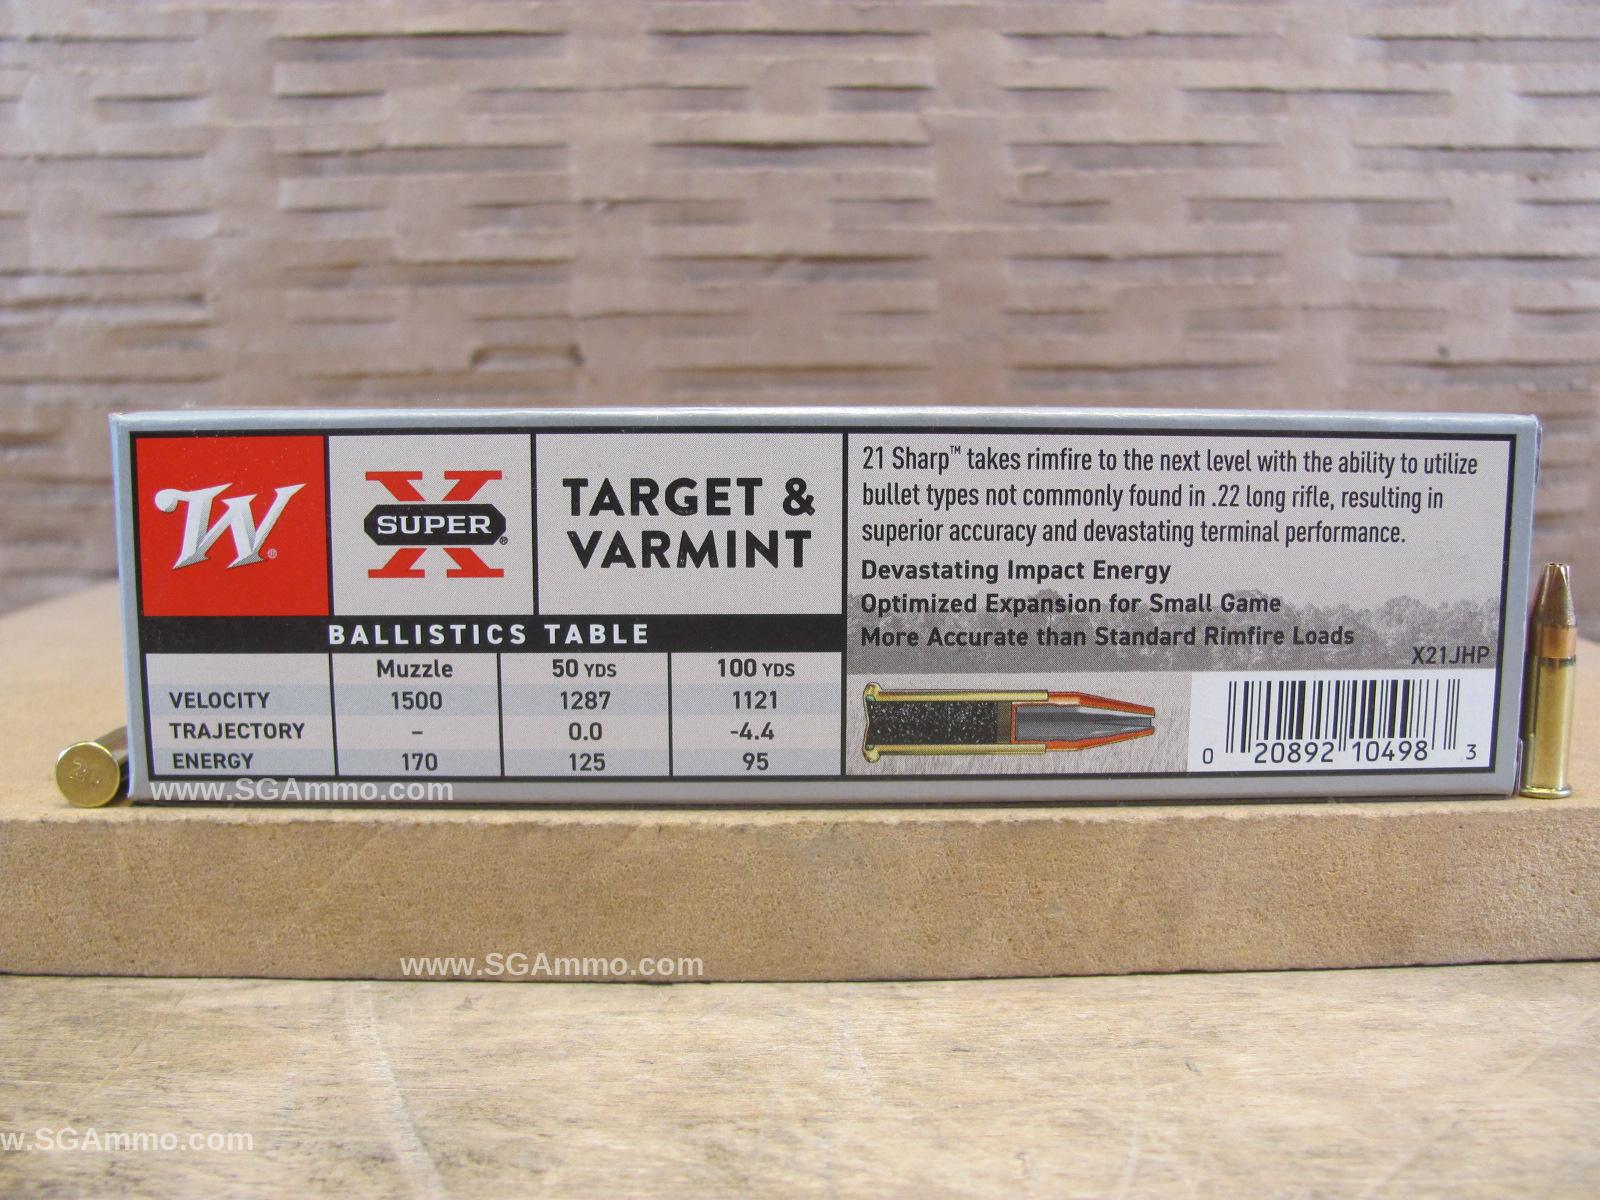 W®
SUPER X®
TARGET &
VARMINT
BALLISTICS TABLE
Muzzle 50 YDS 100 YDS
VELOCITY 1500 1287 1121
TRAJECTORY – 0.0 -4.4
ENERGY 170 125 95
21 Sharp™ takes rimfire to the next level with the ability to utilize
bullet types not commonly found in .22 long rifle, resulting in
superior accuracy and devastating terminal performance.
Devastating Impact Energy
Optimized Expansion for Small Game
More Accurate than Standard Rimfire Loads
X21JHP
0 20892 10498 3
www.SGAmmo.com
www.SGAmmo.com
w.SGAmmo.com